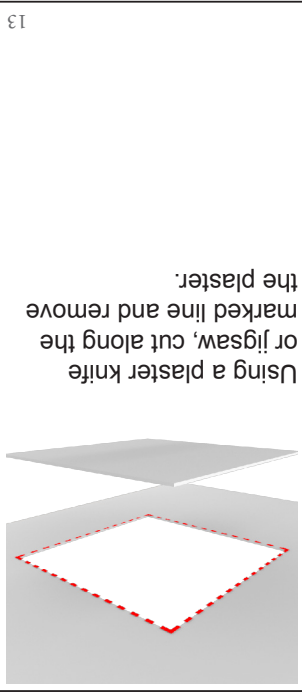 Using a plaster knife
or jigsaw, cut along the
marked line and remove
the plaster.
13